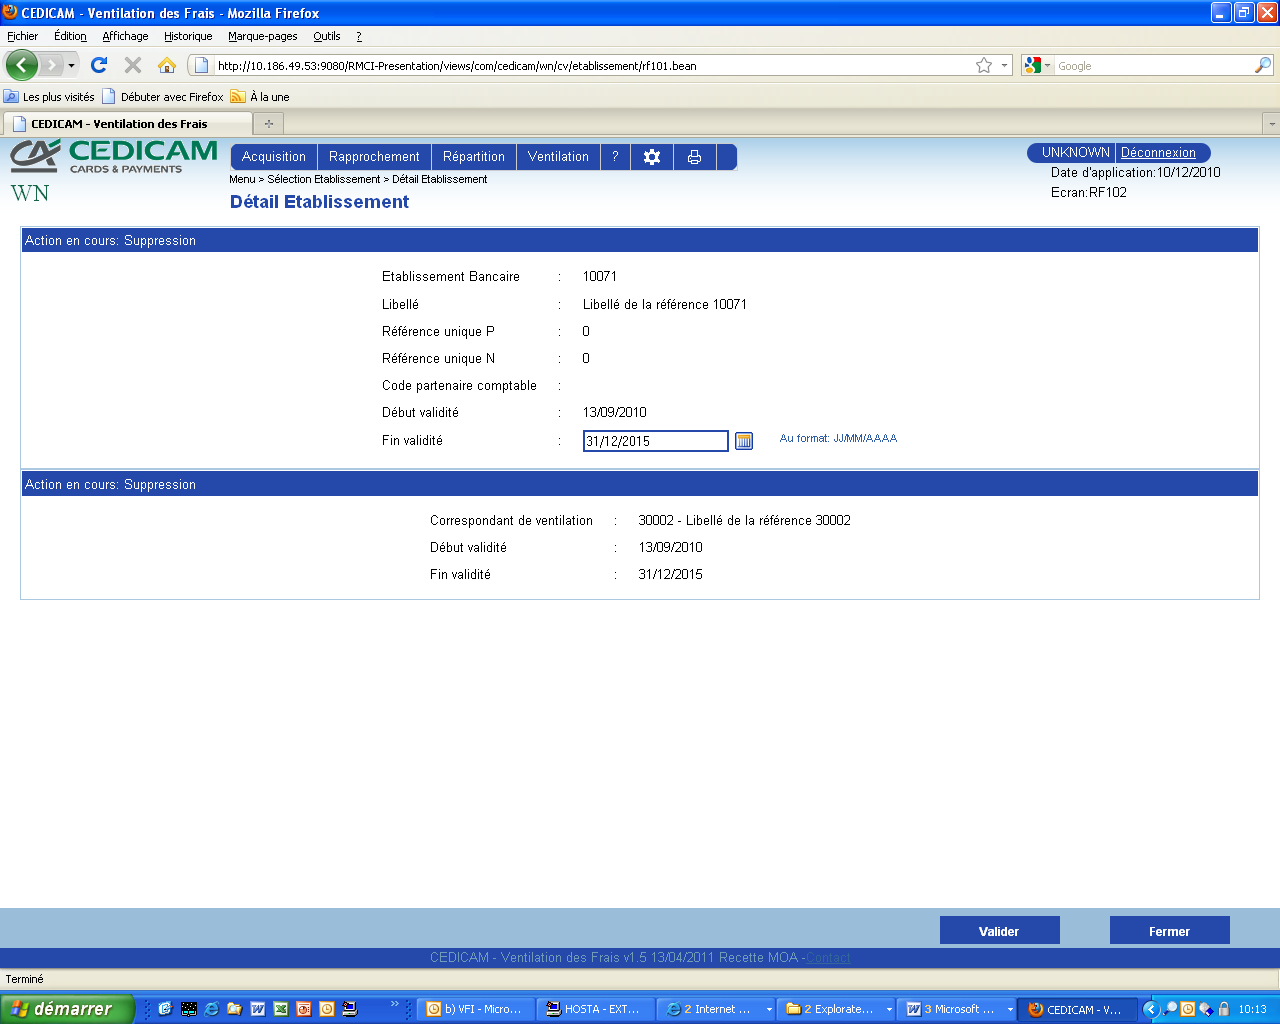 CEDICAM - Ventilation des Frais - Mozilla Firefox
Fichier Édition Affichage Historique Marque-pages Outils ?
http://10.186.49.53:9080/RMCI-Presentation/views/com/cedicam/wn/cv/etablissement/rf101.bean
Google
Les plus visités Débuter avec Firefox À la une
CEDICAM - Ventilation des Frais
CEDICAM
CARDS & PAYMENTS
WN
Acquisition Rapprochement Répartition Ventilation ?
UNKNOWN Déconnexion
Menu > Sélection Etablissement > Détail Etablissement
Date d'application:10/12/2010
Détail Etablissement
Ecran:RF102
Action en cours: Suppression
Etablissement Bancaire : 10071
Libellé : Libellé de la référence 10071
Référence unique P : 0
Référence unique N : 0
Code partenaire comptable :
Début validité : 13/09/2010
Fin validité : 31/12/2015 Au format: JJ/MM/AAAA
Action en cours: Suppression
Correspondant de ventilation : 30002 - Libellé de la référence 30002
Début validité : 13/09/2010
Fin validité : 31/12/2015
Valider Fermer
CEDICAM - Ventilation des Frais v1.5 13/04/2011 Recette MOA -Contact
Terminé
démarrer b) VFI - Micro... HOSTA - EXT... 2 Internet ... 2 Explorate... 3 Microsoft ... CEDICAM - V... 10:13